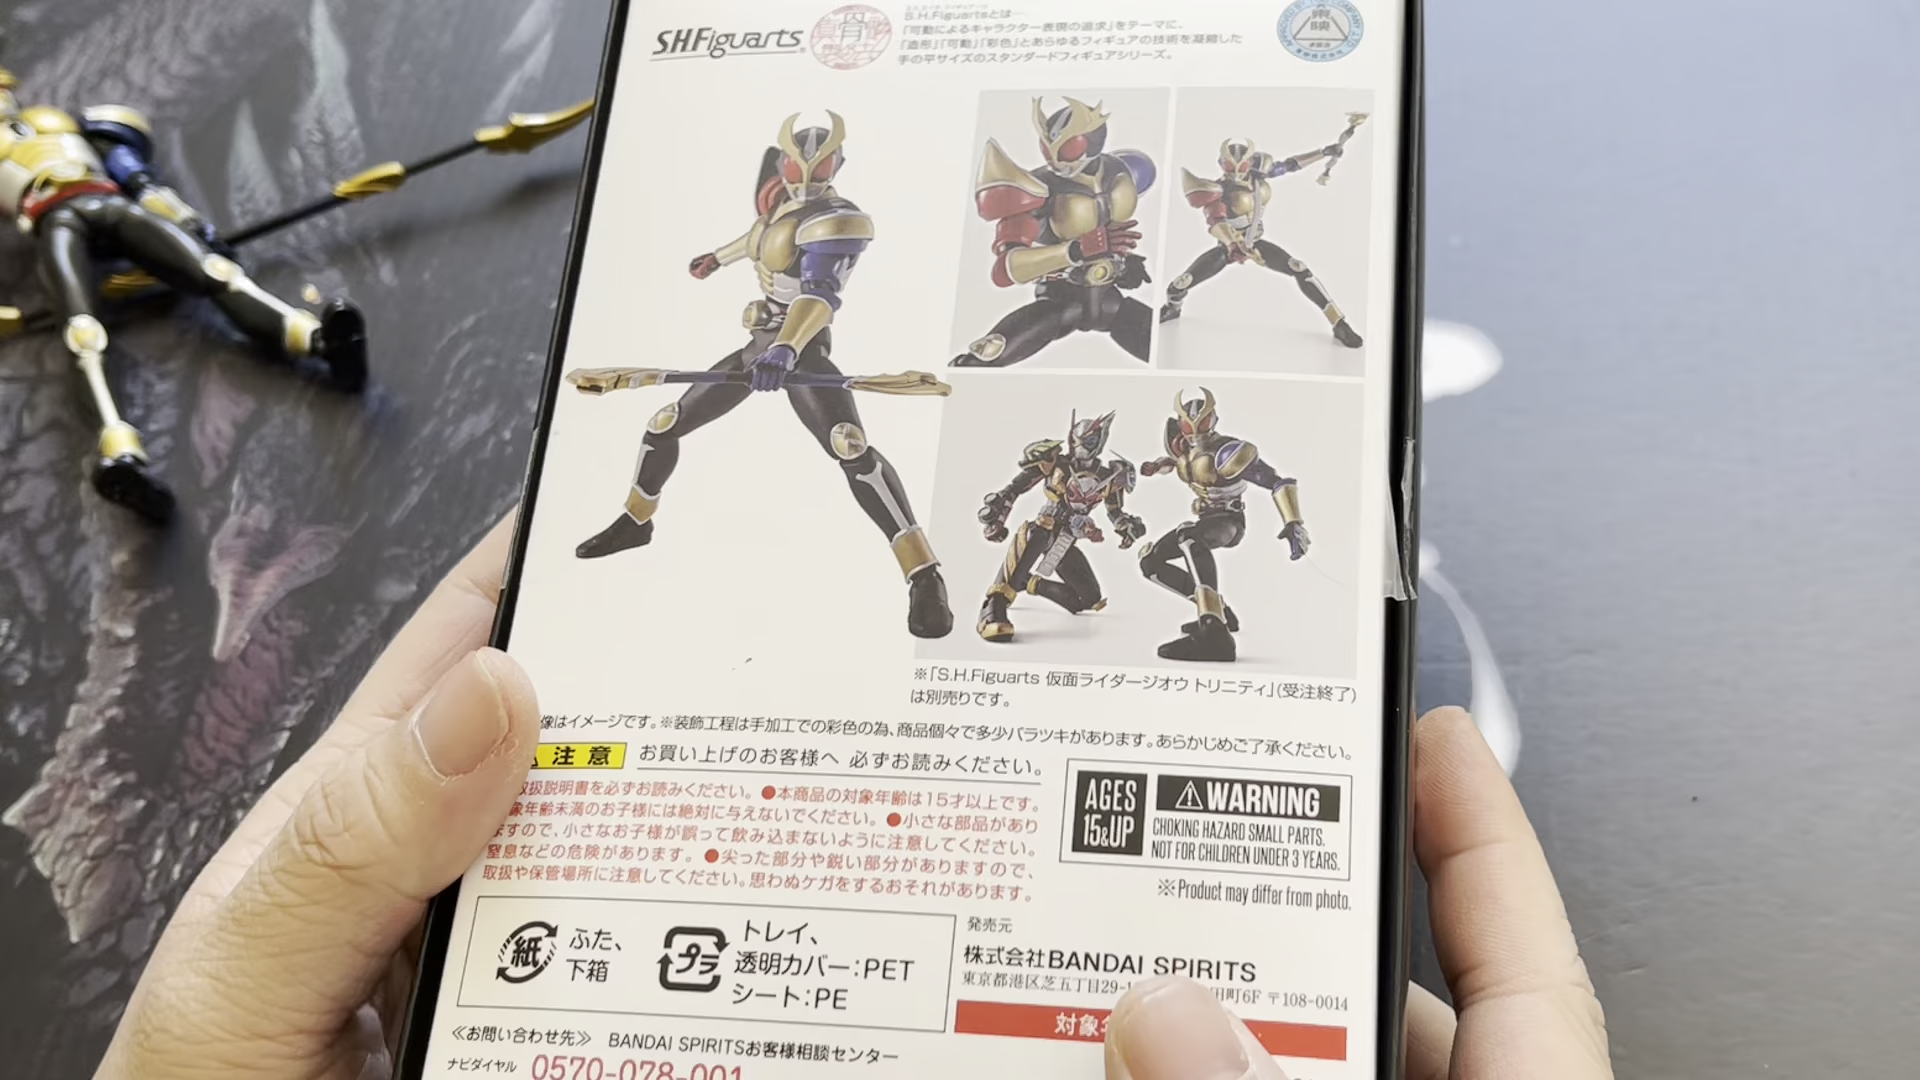 S.H.Figuarts
S.H.Figuartsとは…
「可動によるキャラクター表現の追求」をテーマに、
「造形」「可動」「彩色」とあらゆるフィギュアの技術を凝縮した
手の平サイズのスタンダードフィギュアシリーズ。
※「S.H.Figuarts 仮面ライダージオウ トリニティ」(受注終了)
は別売りです。
像はイメージです。※装飾工程は手加工での彩色の為、商品個々で多少バラツキがあります。あらかじめご了承ください。
注意 お買い上げのお客様へ 必ずお読みください。
取扱説明書を必ずお読みください。●本商品の対象年齢は15才以上です。
象年齢未満のお子様には絶対に与えないでください。●小さな部品があり
ますので、小さなお子様が誤って飲み込まないように注意してください。
窒息などの危険があります。●尖った部分や鋭い部分がありますので、
取扱や保管場所に注意してください。思わぬケガをするおそれがあります。
AGES
15&UP
WARNING
CHOKING HAZARD SMALL PARTS.
NOT FOR CHILDREN UNDER 3 YEARS.
※Product may differ from photo.
紙
ふた、
下箱
プラ
トレイ、
透明カバー:PET
シート:PE
発売元
株式会社BANDAI SPIRITS
東京都港区芝五丁目29-1 田町6F 〒108-0014
対象
≪お問い合わせ先≫ BANDAI SPIRITSお客様相談センター
ナビダイヤル 0570-078-001